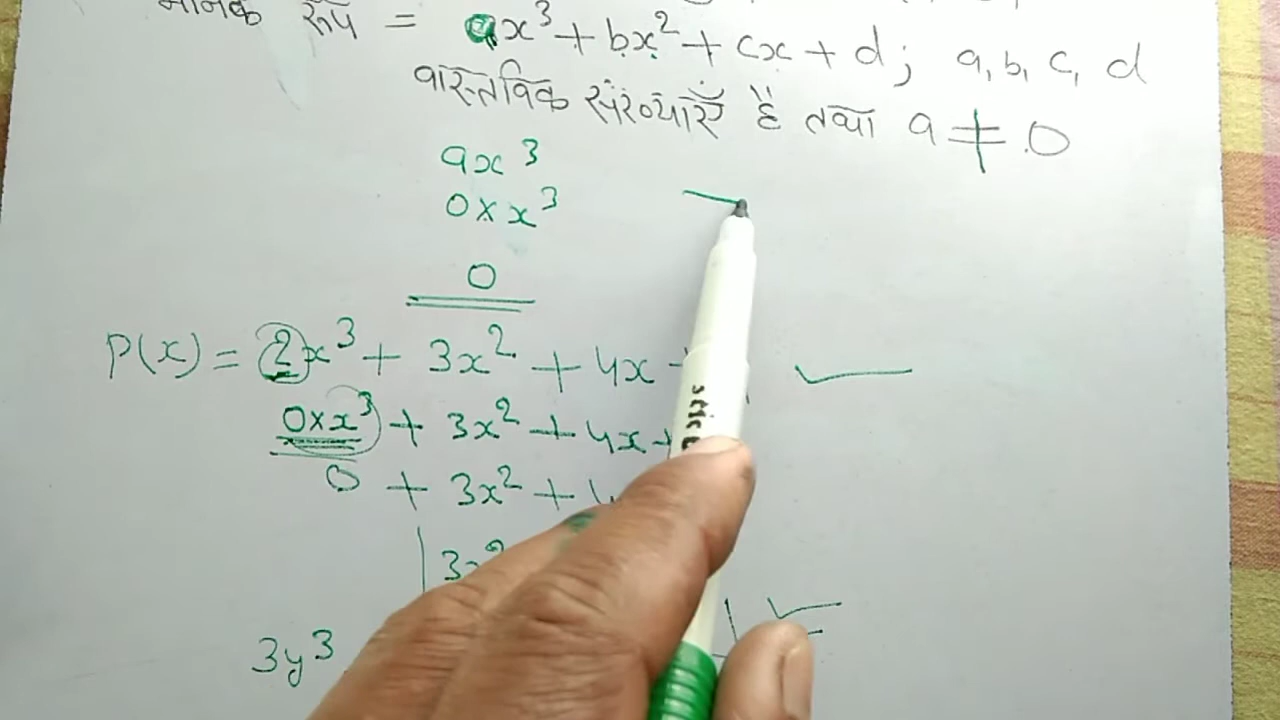 मानक रूप = ax³ + bx² + cx + d; a, b, c, d
वास्तविक संख्याएँ हैं तथा a ≠ 0
ax³
0×x³
0
P(x) = 2x³ + 3x² + 4x
0×x³ + 3x² + 4x +
0 + 3x² + 4
3y³